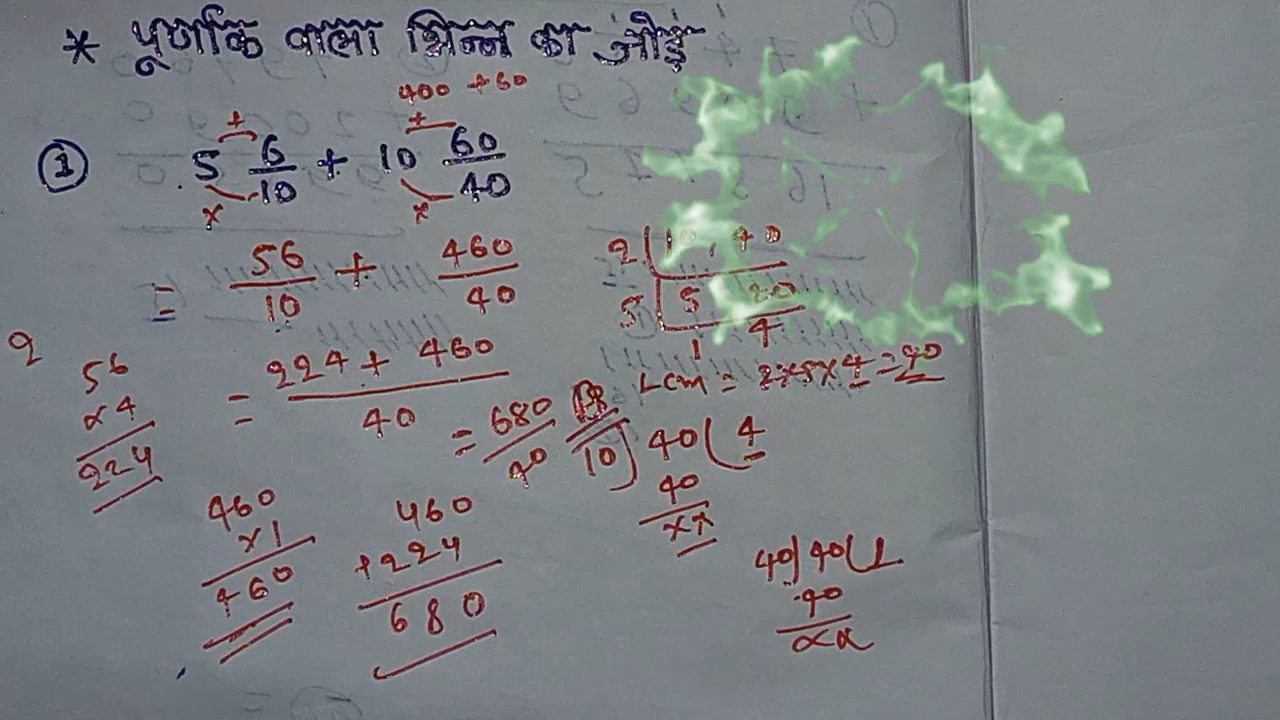 * पूर्णांक वाला भिन्न का जोड़
400 + 60
① 5 6/10 + 10 60/40
= 56/10 + 460/40
2 | 10, 40
5 | 5 20
1 4
LCM = 2×5×4 = 40
= 224 + 460 / 40
= 680/40
2
56
×4
224
10) 40 ( 4
40
××
460
×1
460
460
+224
680
40) 40 ( 1
40
××